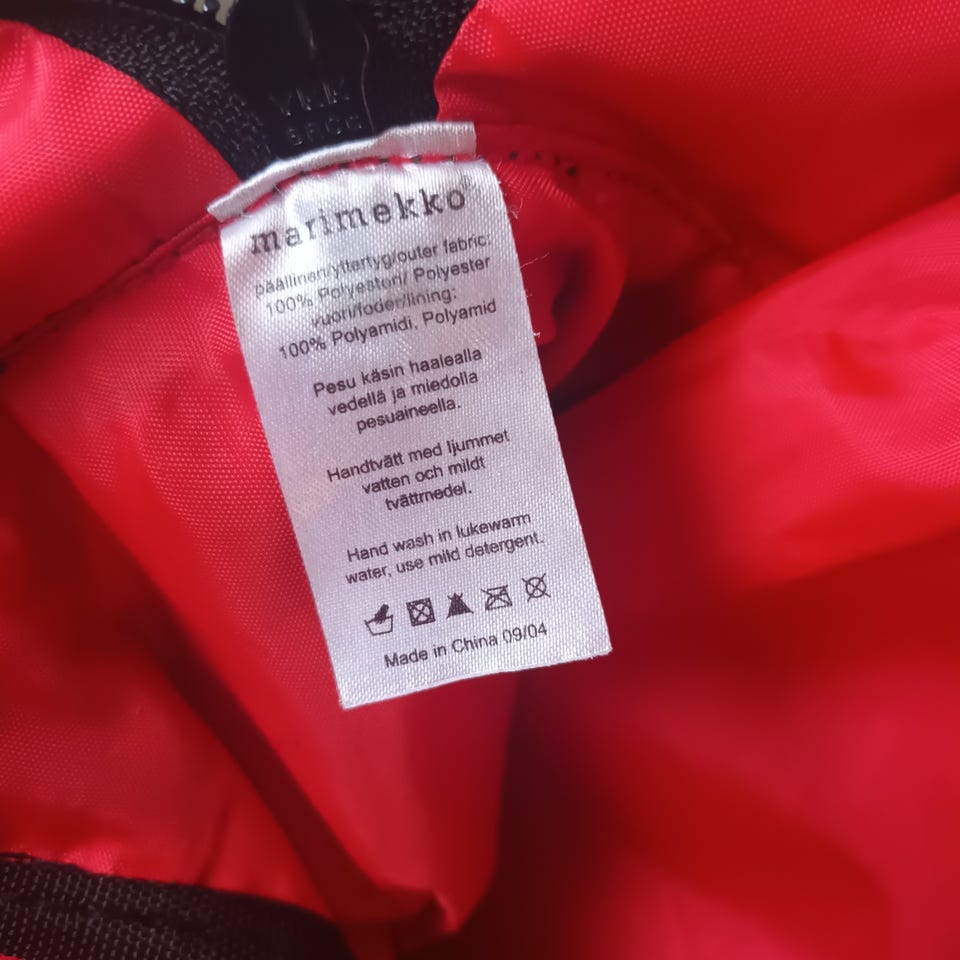 marimekko®
päällinen/yttertyg/outer fabric:
100% Polyesteri/ Polyester
vuori/foder/lining:
100% Polyamidi, Polyamid
Pesu käsin haalealla
vedellä ja miedolla
pesuaineella.
Handtvätt med ljummet
vatten och mildt
tvättmedel.
Hand wash in lukewarm
water, use mild detergent.
Made in China 09/04